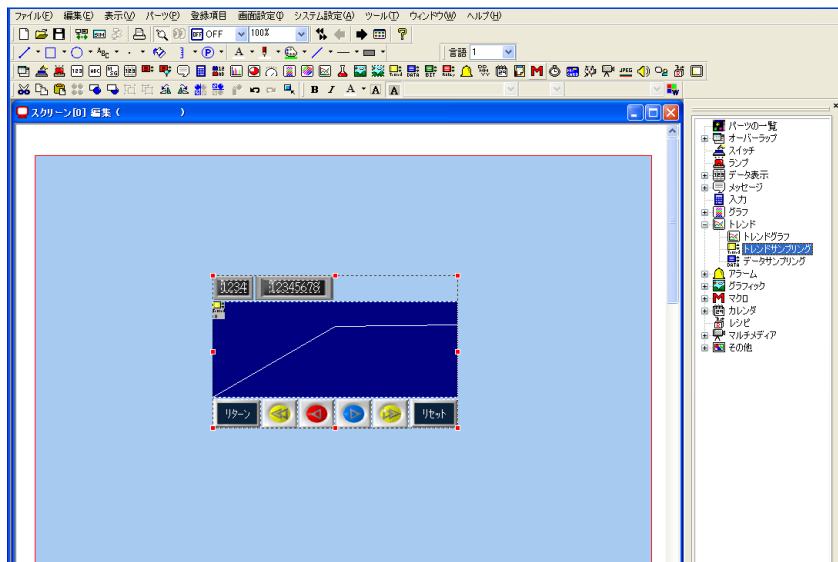 ファイル(F) 編集(E) 表示(V) パーツ(P) 登録項目 画面設定(I) システム設定(A) ツール(T) ウィンドウ(W) ヘルプ(H)
OFF OFF 100%
ABC P A 言語 1
B I A A A
スクリーン[0] 編集 ( )
パーツの一覧
オーバーラップ
スイッチ
ランプ
データ表示
メッセージ
入力
グラフ
トレンド
トレンドグラフ
トレンドサンプリング
データサンプリング
アラーム
グラフィック
マクロ
カレンダ
レシピ
マルチメディア
その他
1234 12345678
リターン リセット